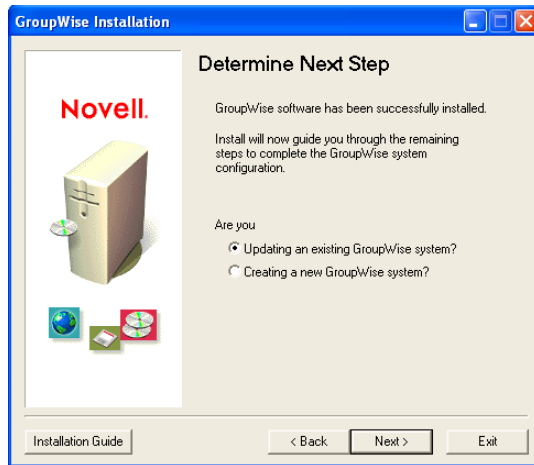 GroupWise Installation
Novell.
Determine Next Step
GroupWise software has been successfully installed.
Install will now guide you through the remaining
steps to complete the GroupWise system
configuration.
Are you
Updating an existing GroupWise system?
Creating a new GroupWise system?
Installation Guide
< Back
Next >
Exit